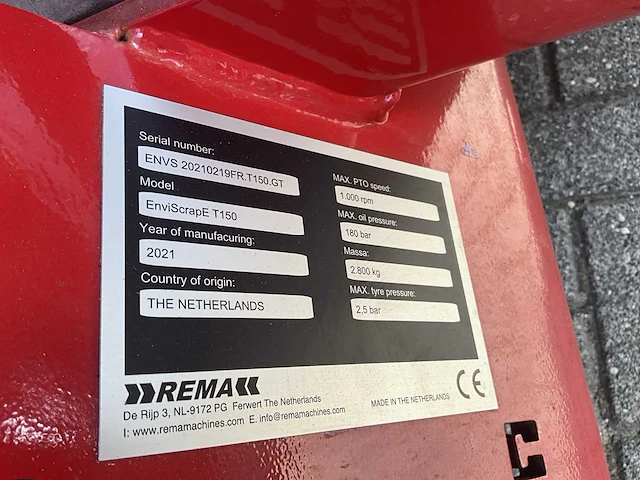 Serial number:
ENVS 20210219FR.T150.GT
Model
EnviScrapE T150
Year of manufacuring:
2021
Country of origin:
THE NETHERLANDS
MAX. PTO speed:
1.000 rpm
MAX. oil pressure:
180 bar
Massa:
2.800 kg
MAX. tyre pressure:
2,5 bar
REMA
De Rijp 3, NL-9172 PG Ferwert The Netherlands
I: www.remamachines.com E. info@remamachines.com
MADE IN THE NETHERLANDS
CE